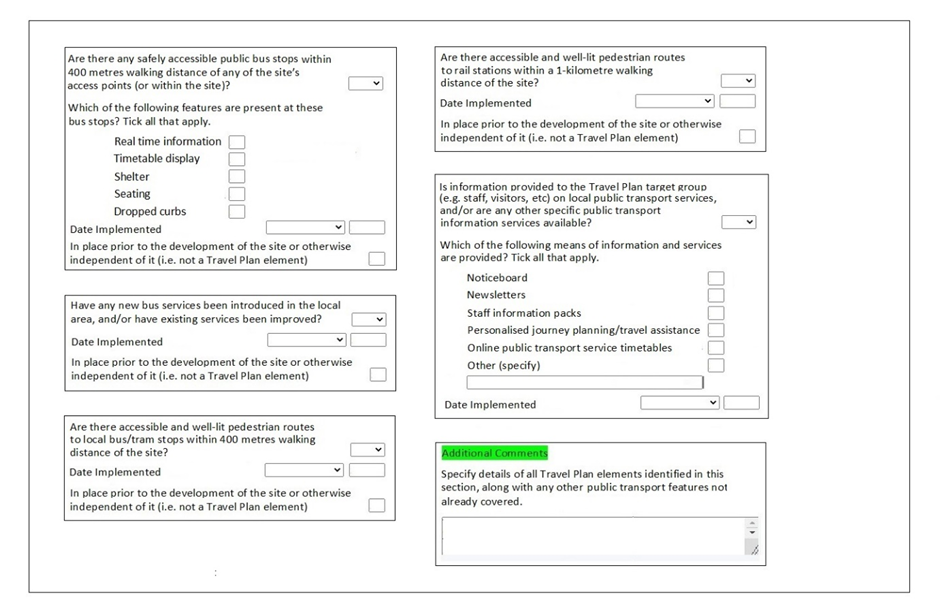 Are there any safely accessible public bus stops within
400 metres walking distance of any of the site's
access points (or within the site)?
Which of the following features are present at these
bus stops? Tick all that apply.
Real time information
Timetable display
Shelter
Seating
Dropped curbs
Date Implemented
In place prior to the development of the site or otherwise
independent of it (i.e. not a Travel Plan element)
Have any new bus services been introduced in the local
area, and/or have existing services been improved?
Date Implemented
In place prior to the development of the site or otherwise
independent of it (i.e. not a Travel Plan element)
Are there accessible and well-lit pedestrian routes
to local bus/tram stops within 400 metres walking
distance of the site?
Date Implemented
In place prior to the development of the site or otherwise
independent of it (i.e. not a Travel Plan element)
Are there accessible and well-lit pedestrian routes
to rail stations within a 1-kilometre walking
distance of the site?
Date Implemented
In place prior to the development of the site or otherwise
independent of it (i.e. not a Travel Plan element)
Is information provided to the Travel Plan target group
(e.g. staff, visitors, etc) on local public transport services,
and/or are any other specific public transport
information services available?
Which of the following means of information and services
are provided? Tick all that apply.
Noticeboard
Newsletters
Staff information packs
Personalised journey planning/travel assistance
Online public transport service timetables
Other (specify)
Date Implemented
Additional Comments
Specify details of all Travel Plan elements identified in this
section, along with any other public transport features not
already covered.